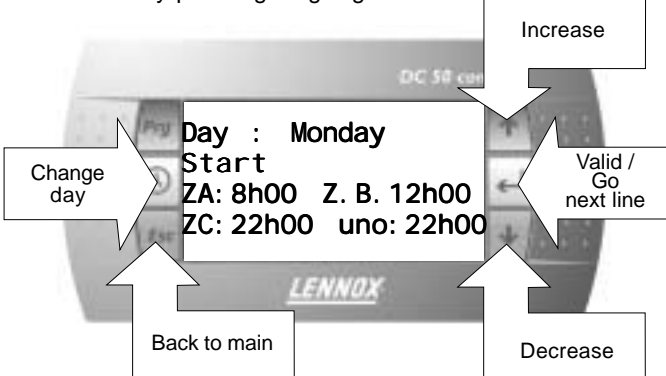 Increase
DC 50 con
Prg
Day : Monday
Start
ZA: 8h00 Z. B. 12h00
ZC: 22h00 uno: 22h00
Esc
Change
day
Valid /
Go
next line
LENNOX
Back to main
Decrease